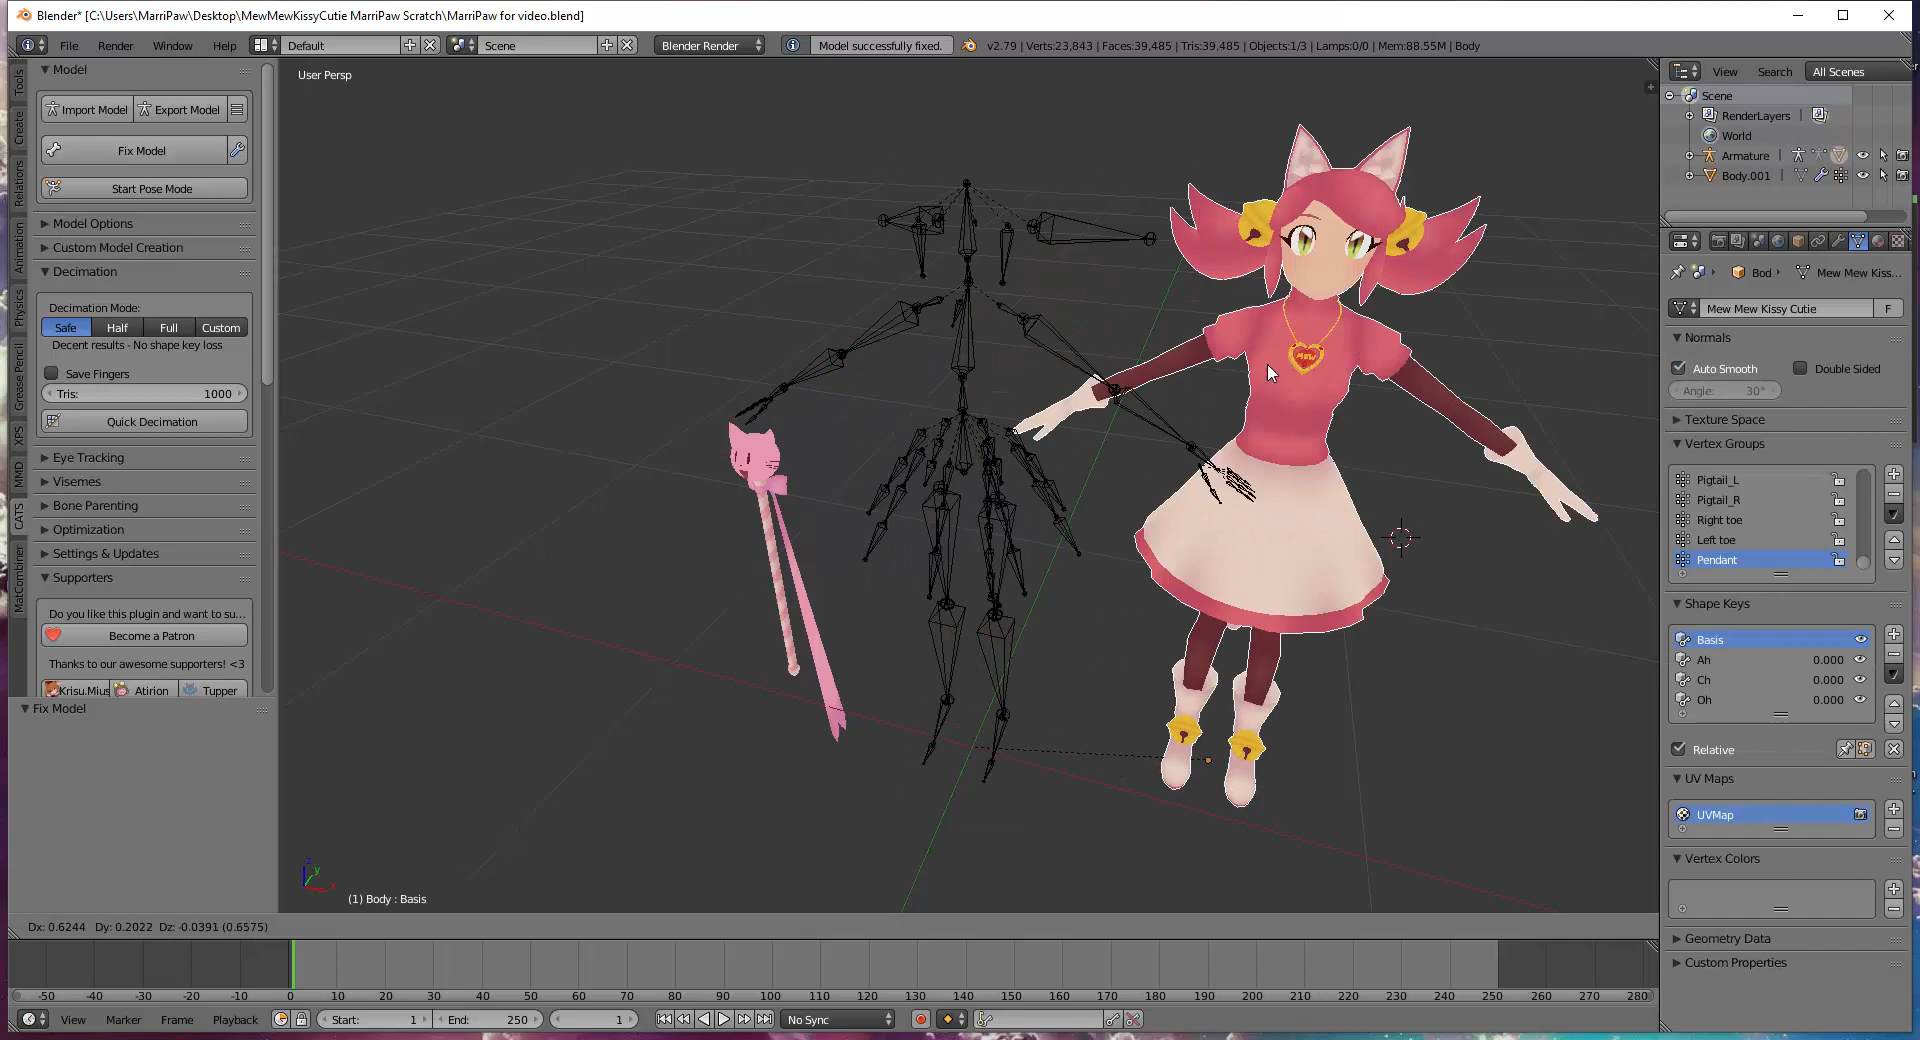 Blender* [C:\Users\MarriPaw\Desktop\MewMewKissyCutie MarriPaw Scratch\MarriPaw for video.blend]
File Render Window Help Default Scene Blender Render Model successfully fixed. v2.79 | Verts:23,843 | Faces:39,485 | Tris:39,485 | Objects:1/3 | Lamps:0/0 | Mem:88.55M | Body
Tools
Create
Relations
Animation
Physics
Grease Pencil
XPS
MMD
CATS
MatCombiner
Model
Import Model Export Model
Fix Model
Start Pose Mode
Model Options
Custom Model Creation
Decimation
Decimation Mode:
Safe Half Full Custom
Decent results - No shape key loss
Save Fingers
Tris: 1000
Quick Decimation
Eye Tracking
Visemes
Bone Parenting
Optimization
Settings & Updates
Supporters
Do you like this plugin and want to su...
Become a Patron
Thanks to our awesome supporters! <3
Krisu.Mius Atirion Tupper
Fix Model
User Persp
MEW
z
y
x
(1) Body : Basis
View Search All Scenes
Scene
RenderLayers
World
Armature
Body.001
Bod Mew Mew Kiss...
Mew Mew Kissy Cutie F
Normals
Auto Smooth Double Sided
Angle: 30°
Texture Space
Vertex Groups
Pigtail_L
Pigtail_R
Right toe
Left toe
Pendant
Shape Keys
Basis
Ah 0.000
Ch 0.000
Oh 0.000
Relative
UV Maps
UVMap
Vertex Colors
Geometry Data
Custom Properties
Dx: 0.6244 Dy: 0.2022 Dz: -0.0391 (0.6575)
-50 -40 -30 -20 -10 0 10 20 30 40 50 60 70 80 90 100 110 120 130 140 150 160 170 180 190 200 210 220 230 240 250 260 270 280
View Marker Frame Playback Start: 1 End: 250 1 No Sync